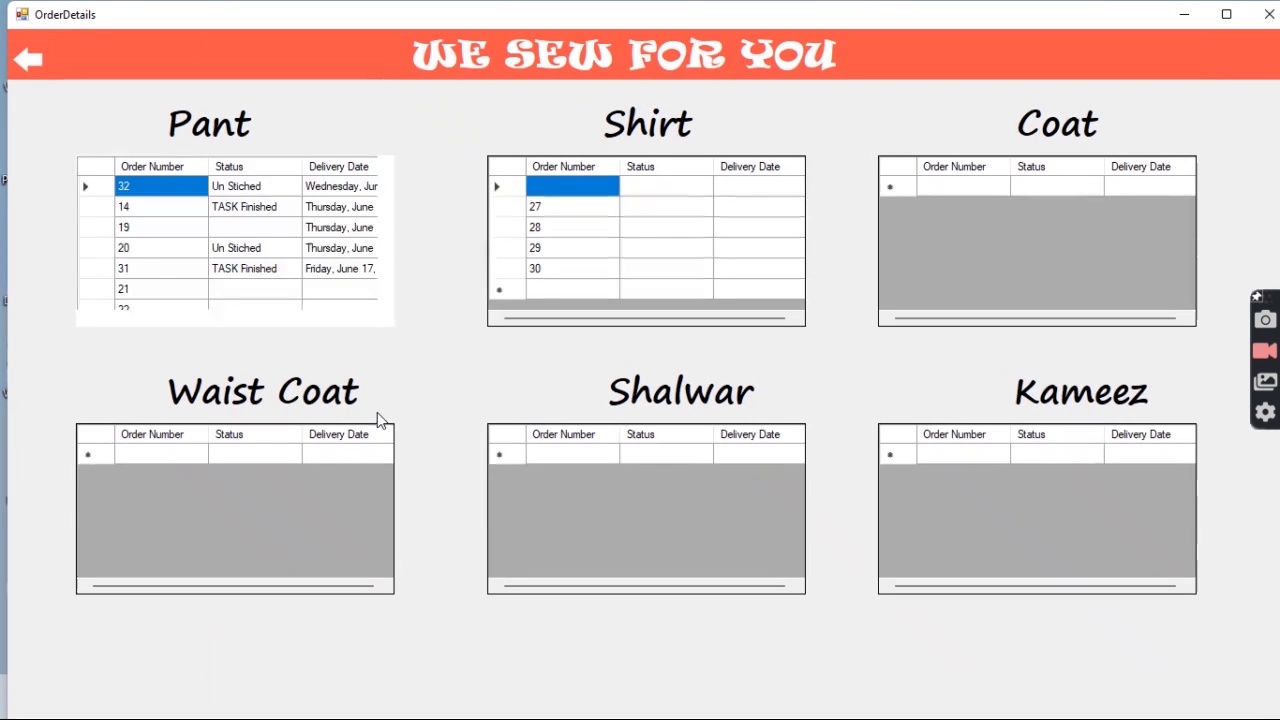 OrderDetails
WE SEW FOR YOU
Pant
Order Number Status Delivery Date
32 Un Stiched Wednesday, Jur
14 TASK Finished Thursday, June
19 Thursday, June
20 Un Stiched Thursday, June
31 TASK Finished Friday, June 17,
21
22
Shirt
Order Number Status Delivery Date
27
28
29
30
Coat
Order Number Status Delivery Date
Waist Coat
Order Number Status Delivery Date
Shalwar
Order Number Status Delivery Date
Kameez
Order Number Status Delivery Date